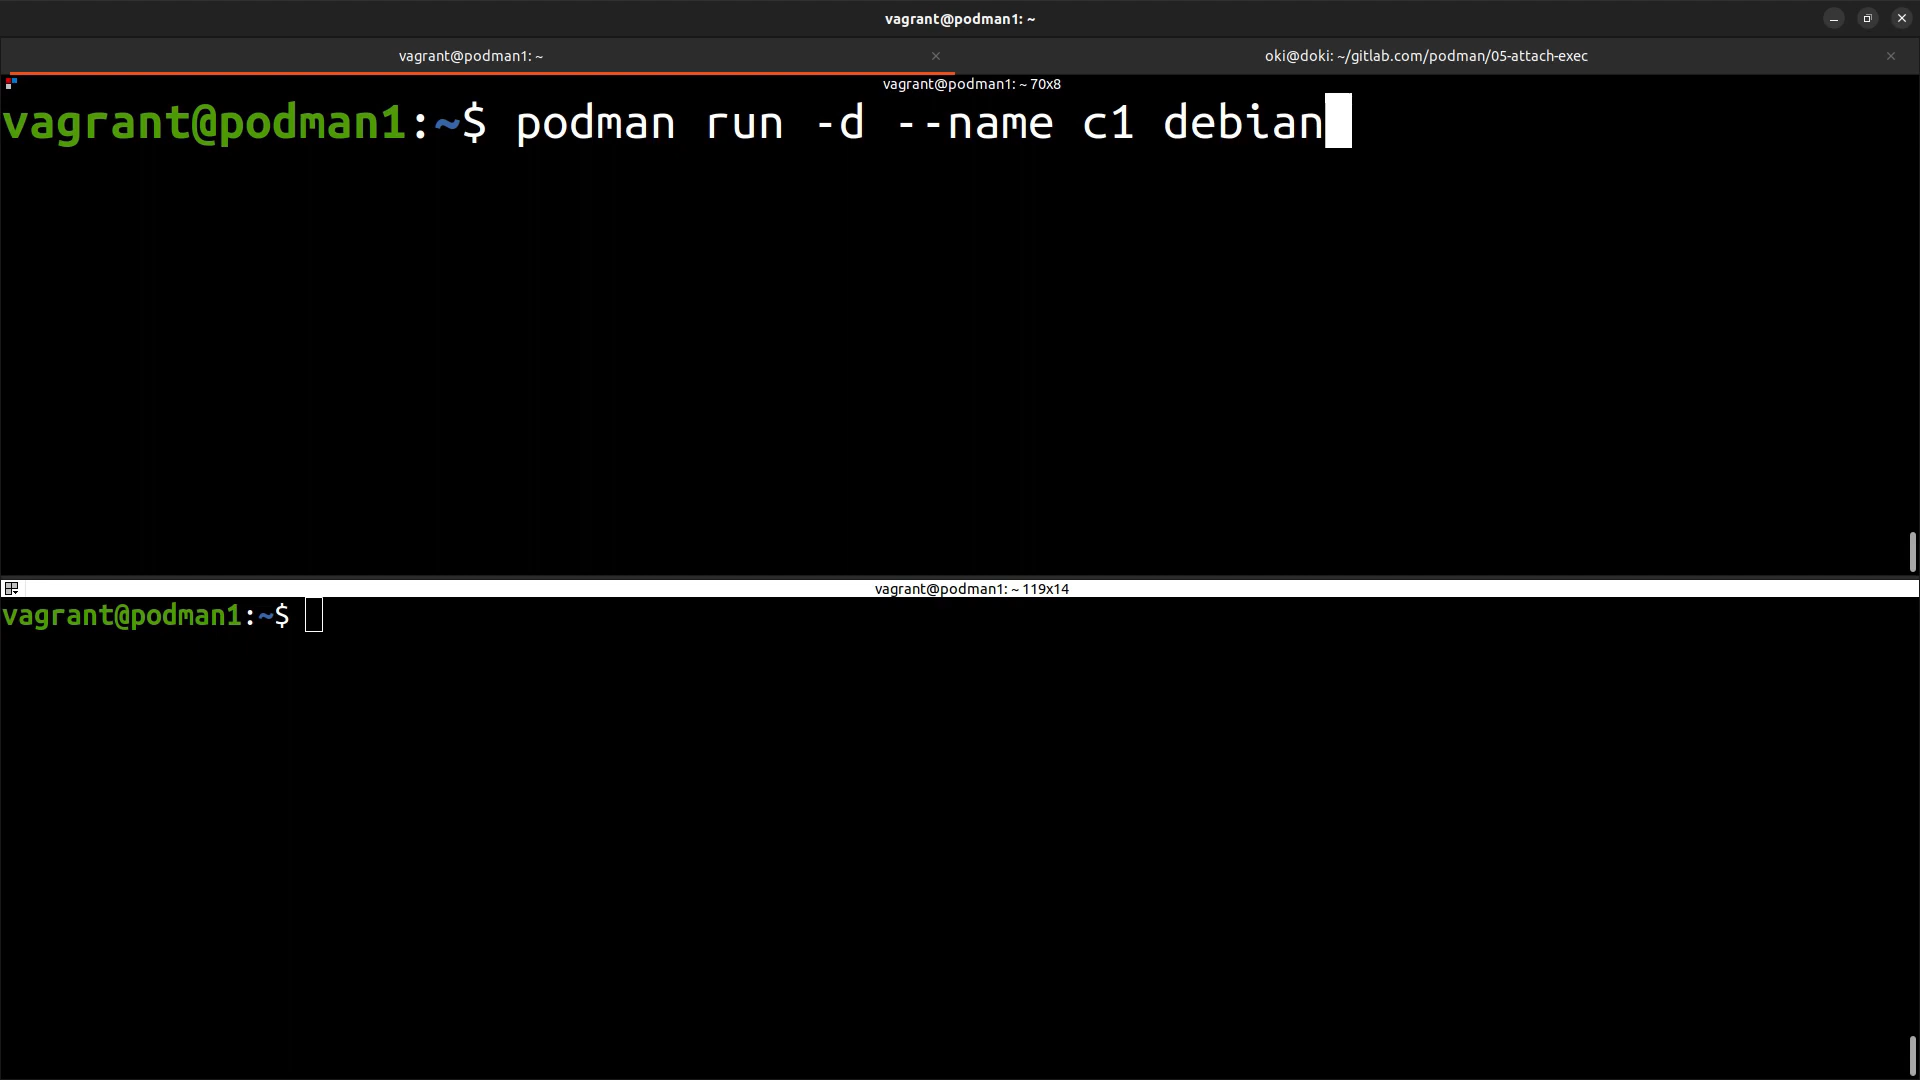 vagrant@podman1: ~
vagrant@podman1: ~
oki@doki: ~/gitlab.com/podman/05-attach-exec
vagrant@podman1: ~ 70x8
vagrant@podman1:~$ podman run -d --name c1 debian
vagrant@podman1: ~ 119x14
vagrant@podman1:~$